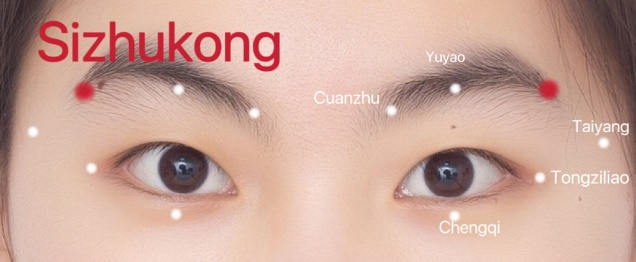 Sizhukong
Yuyao
Cuanzhu
Taiyang
Tongziliao
Chengqi